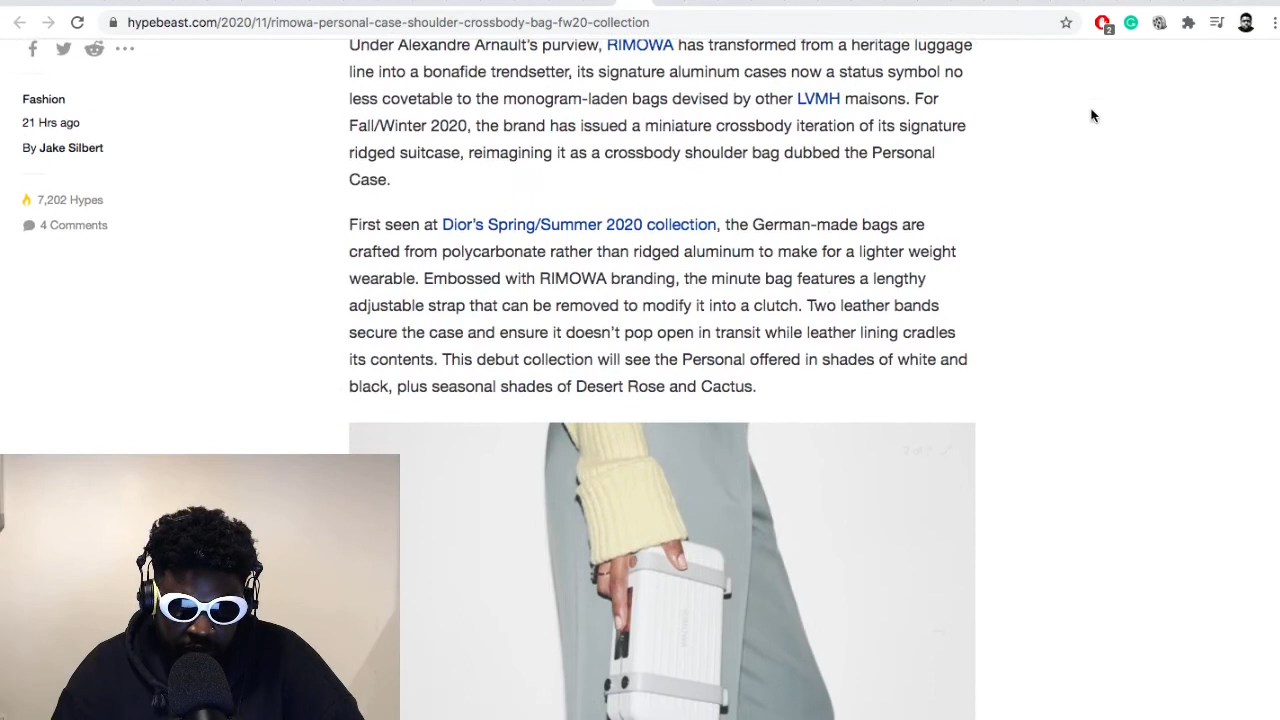 hypebeast.com/2020/11/rimowa-personal-case-shoulder-crossbody-bag-fw20-collection
2
Under Alexandre Arnault's purview, RIMOWA has transformed from a heritage luggage
line into a bonafide trendsetter, its signature aluminum cases now a status symbol no
less covetable to the monogram-laden bags devised by other LVMH maisons. For
Fall/Winter 2020, the brand has issued a miniature crossbody iteration of its signature
ridged suitcase, reimagining it as a crossbody shoulder bag dubbed the Personal
Case.
Fashion
21 Hrs ago
By Jake Silbert
7,202 Hypes
4 Comments
First seen at Dior's Spring/Summer 2020 collection, the German-made bags are
crafted from polycarbonate rather than ridged aluminum to make for a lighter weight
wearable. Embossed with RIMOWA branding, the minute bag features a lengthy
adjustable strap that can be removed to modify it into a clutch. Two leather bands
secure the case and ensure it doesn't pop open in transit while leather lining cradles
its contents. This debut collection will see the Personal offered in shades of white and
black, plus seasonal shades of Desert Rose and Cactus.